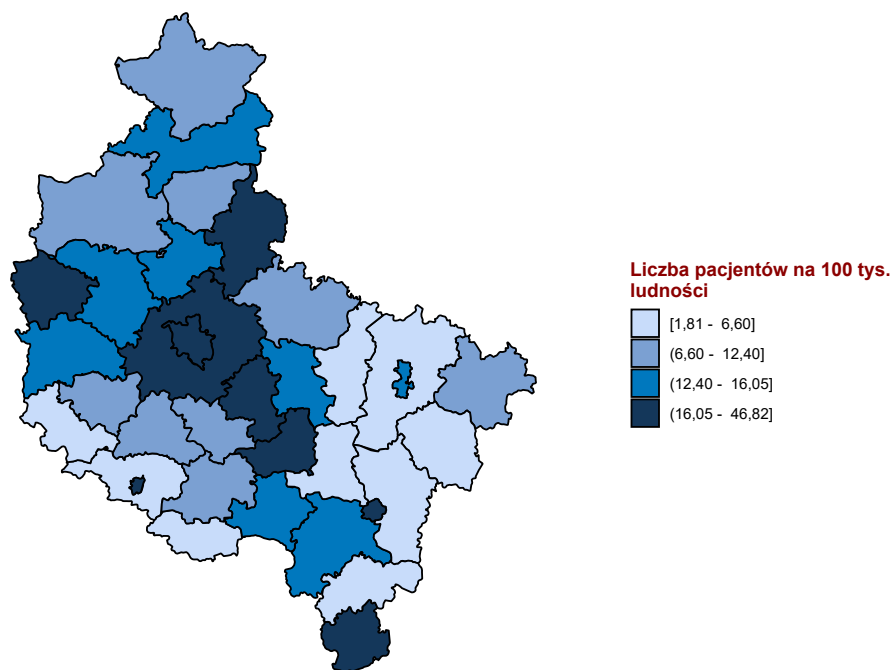 Liczba pacjentów na 100 tys.
ludności
[1,81 - 6,60]
(6,60 - 12,40]
(12,40 - 16,05]
(16,05 - 46,82]